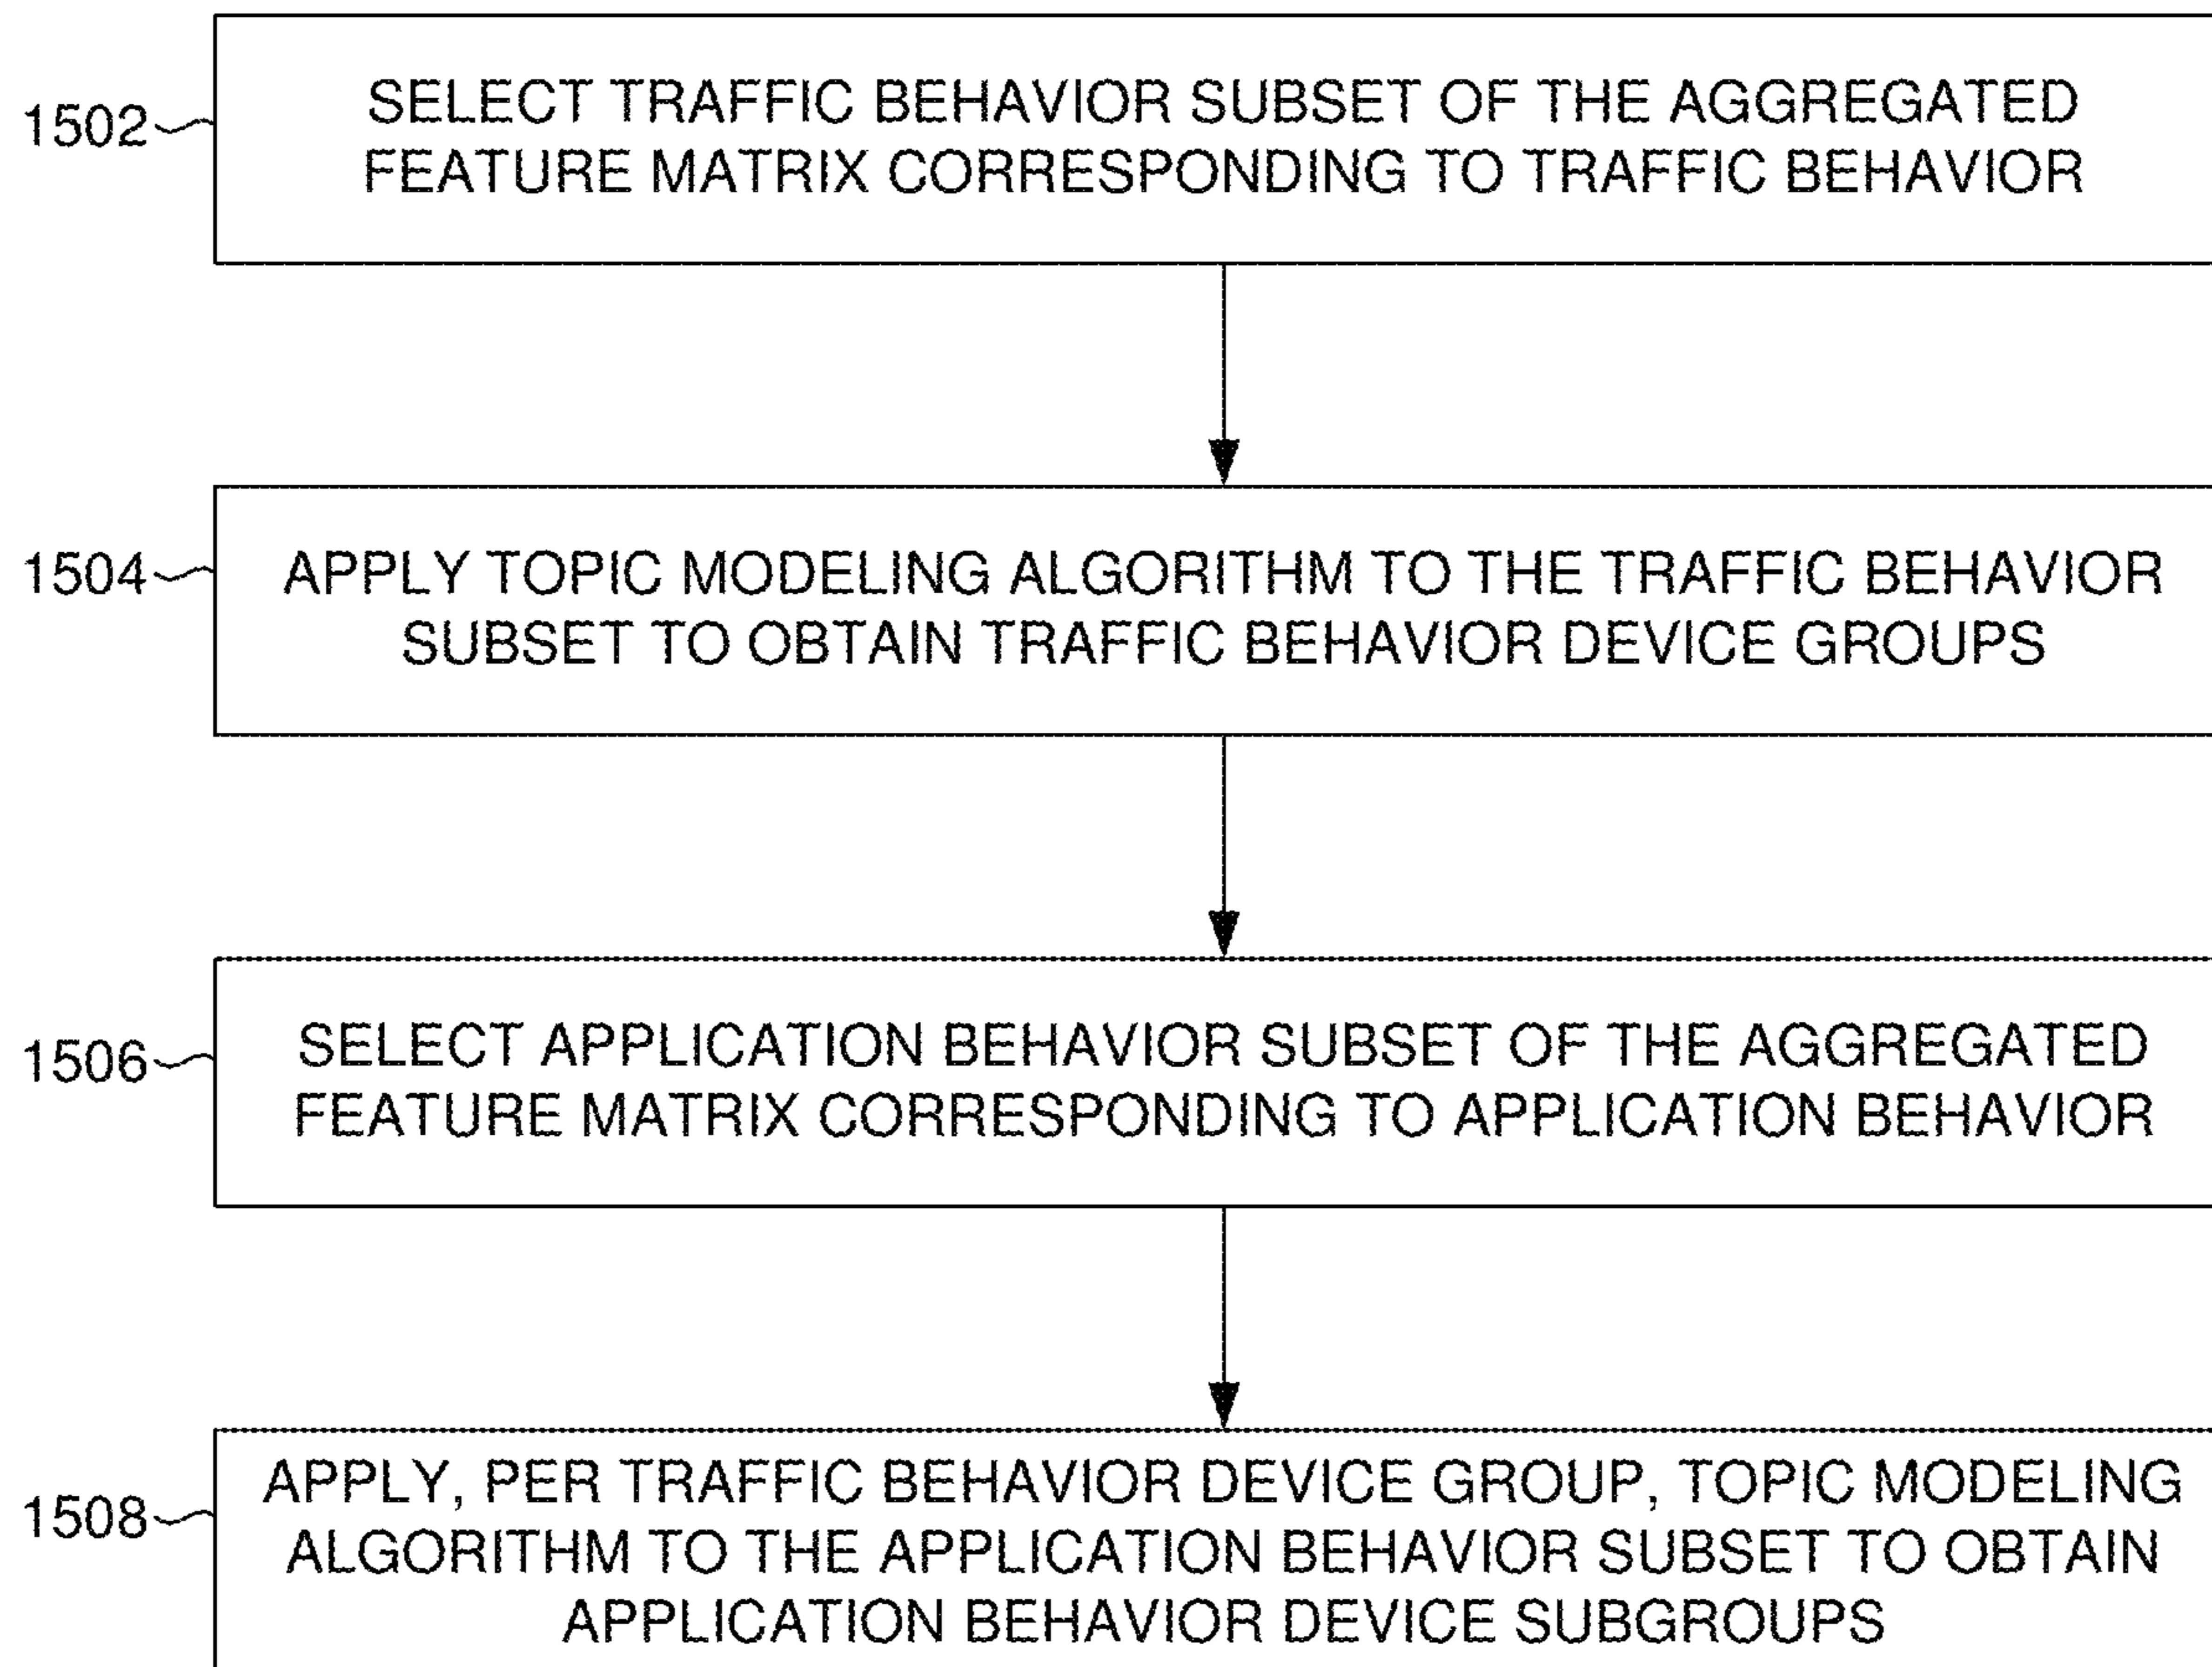 1502
SELECT TRAFFIC BEHAVIOR SUBSET OF THE AGGREGATED
FEATURE MATRIX CORRESPONDING TO TRAFFIC BEHAVIOR
1504
APPLY TOPIC MODELING ALGORITHM TO THE TRAFFIC BEHAVIOR
SUBSET TO OBTAIN TRAFFIC BEHAVIOR DEVICE GROUPS
1506
SELECT APPLICATION BEHAVIOR SUBSET OF THE AGGREGATED
FEATURE MATRIX CORRESPONDING TO APPLICATION BEHAVIOR
1508
APPLY, PER TRAFFIC BEHAVIOR DEVICE GROUP, TOPIC MODELING
ALGORITHM TO THE APPLICATION BEHAVIOR SUBSET TO OBTAIN
APPLICATION BEHAVIOR DEVICE SUBGROUPS